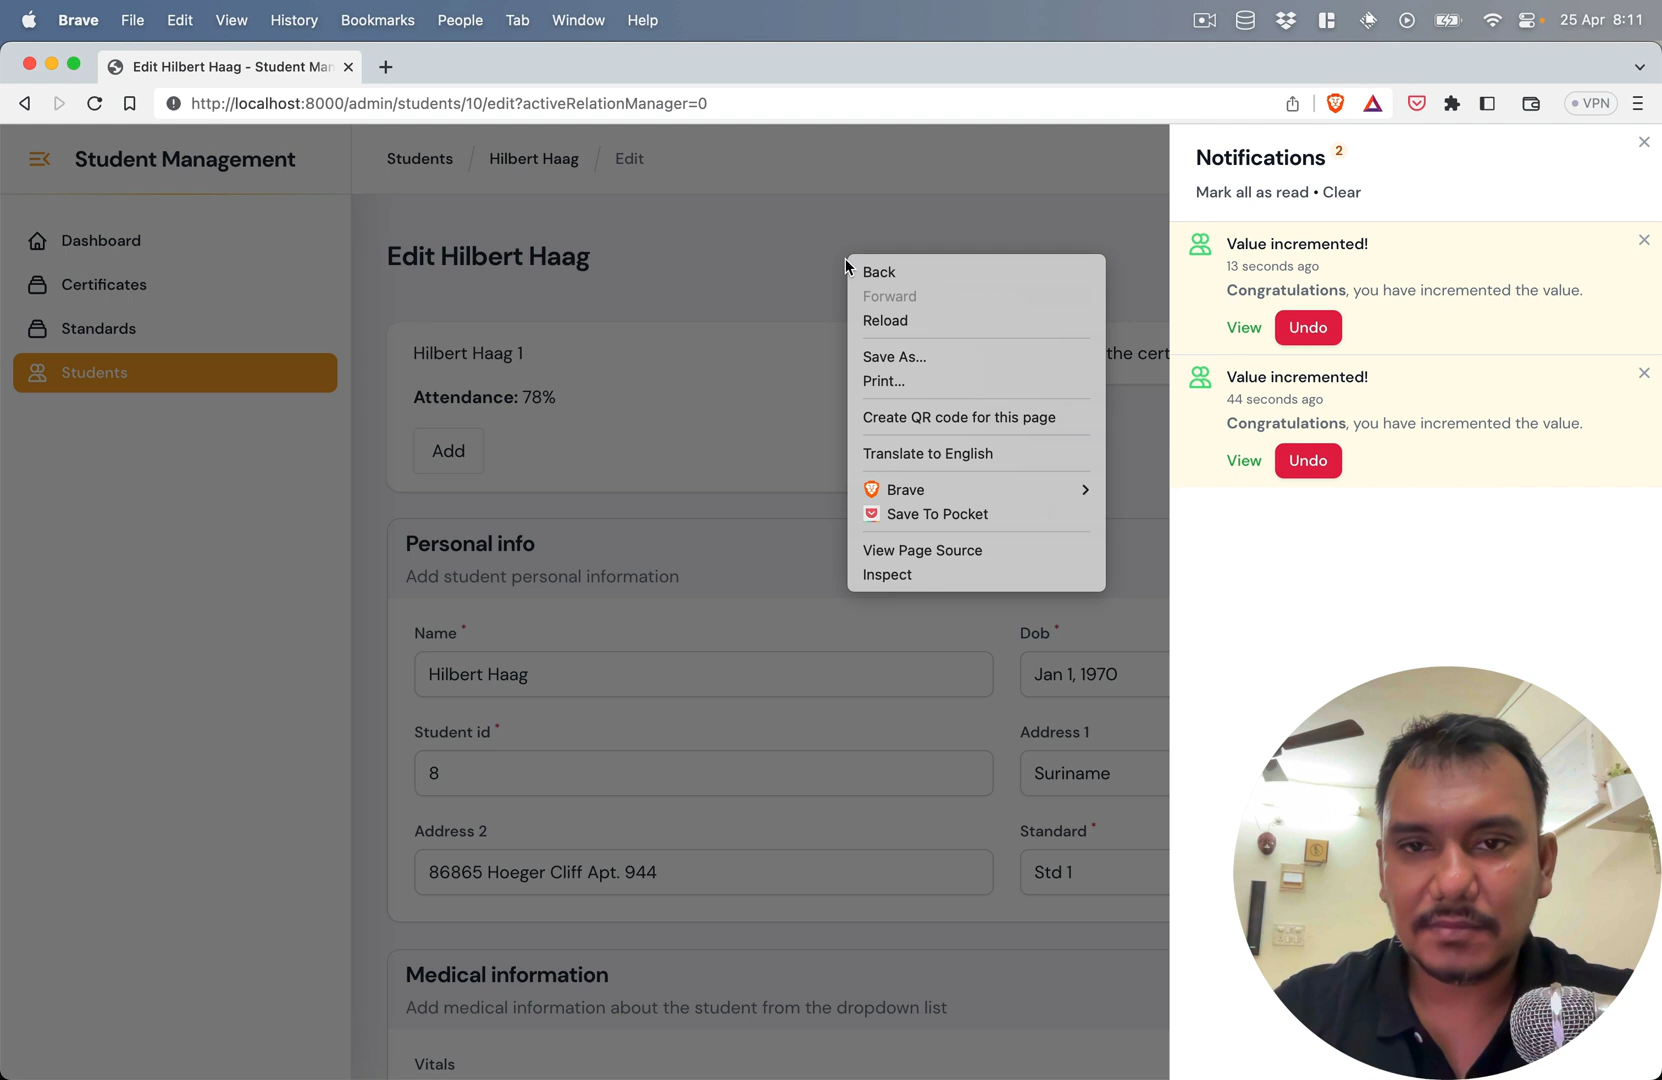 Brave File Edit View History Bookmarks People Tab Window Help 25 Apr 8:11
Edit Hilbert Haag - Student Man
http://localhost:8000/admin/students/10/edit?activeRelationManager=0 VPN
Student Management
Dashboard
Certificates
Standards
Students
Students / Hilbert Haag / Edit
Edit Hilbert Haag
Hilbert Haag 1
the cert
Attendance: 78%
Add
Personal info
Add student personal information
Name *
Hilbert Haag
Dob *
Jan 1, 1970
Student id *
8
Address 1
Suriname
Address 2
86865 Hoeger Cliff Apt. 944
Standard *
Std 1
Medical information
Add medical information about the student from the dropdown list
Vitals
Back
Forward
Reload
Save As...
Print...
Create QR code for this page
Translate to English
Brave
Save To Pocket
View Page Source
Inspect
Notifications 2
Mark all as read • Clear
Value incremented!
13 seconds ago
Congratulations, you have incremented the value.
View Undo
Value incremented!
44 seconds ago
Congratulations, you have incremented the value.
View Undo